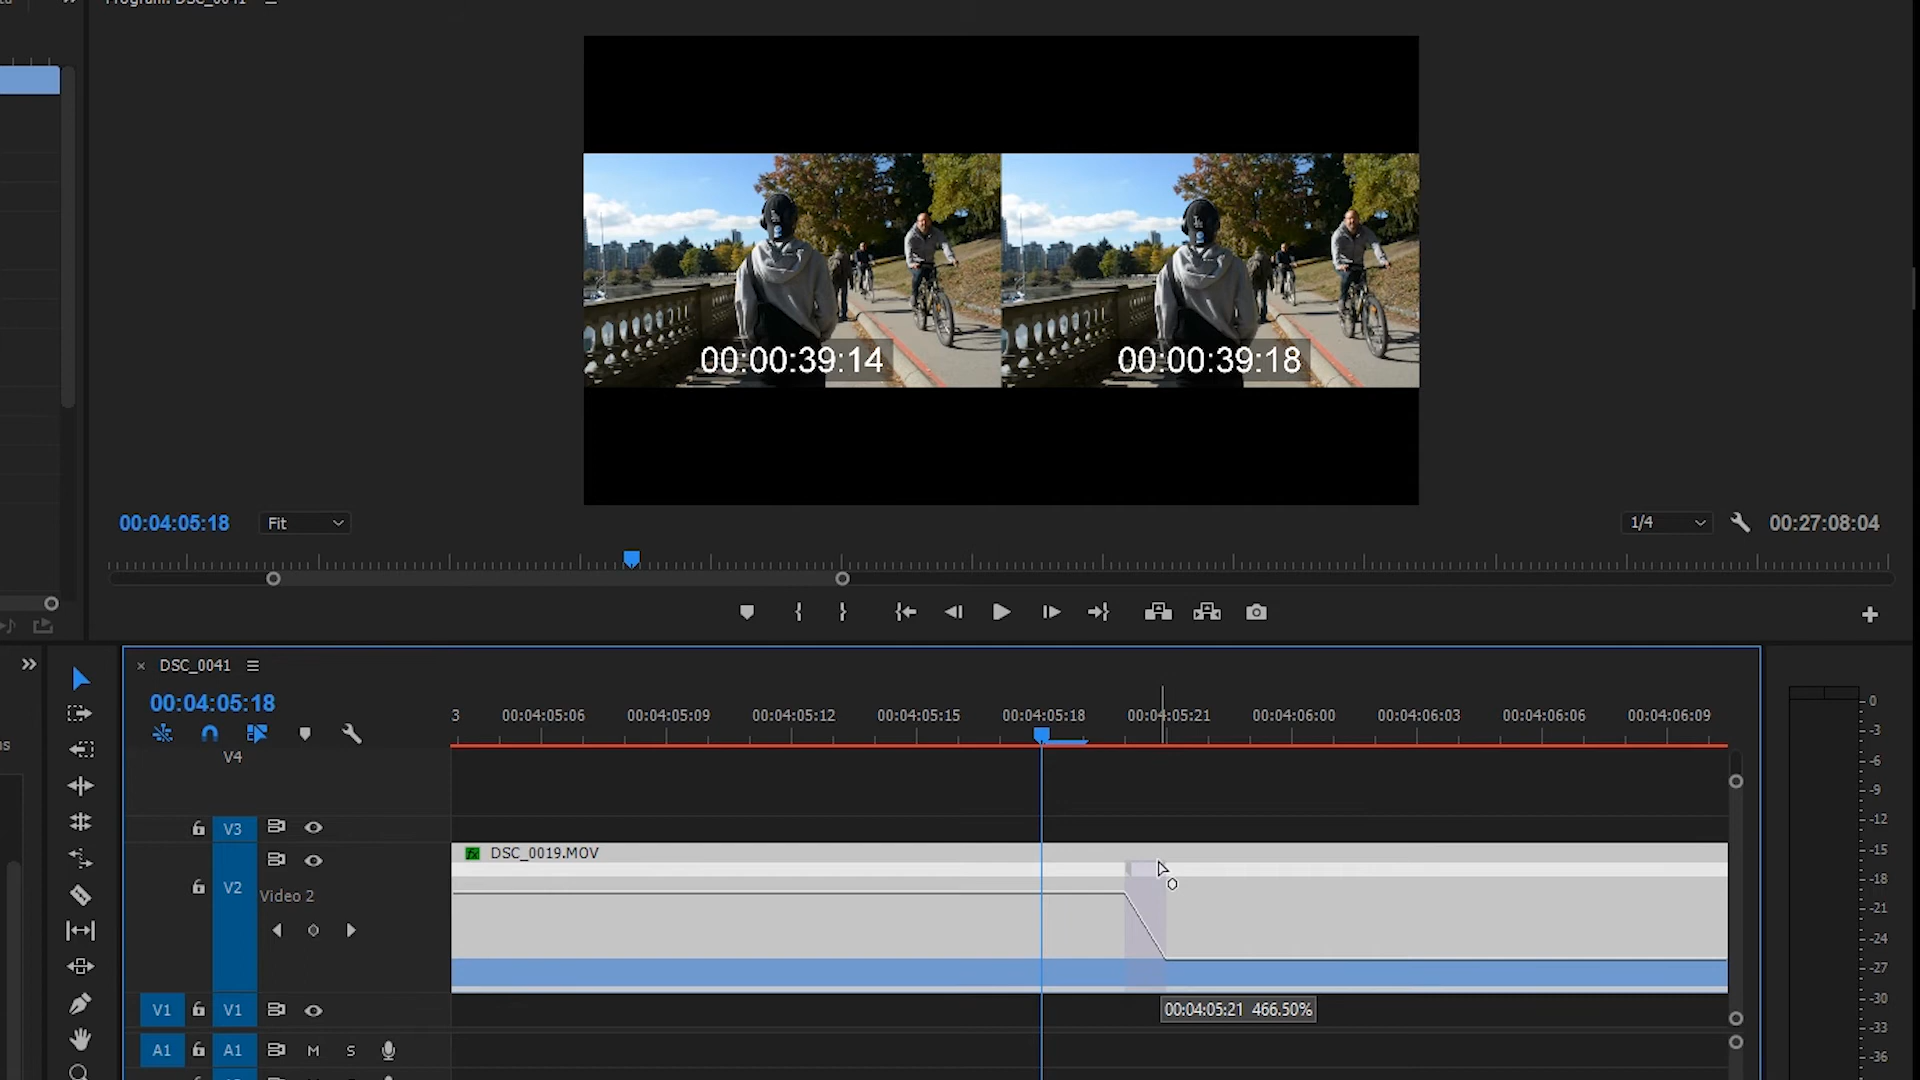 Program: DSC_0041
00:00:39:14
00:00:39:18
00:04:05:18
Fit
1/4
00:27:08:04
DSC_0041
00:04:05:18
3
00:04:05:06
00:04:05:09
00:04:05:12
00:04:05:15
00:04:05:18
00:04:05:21
00:04:06:00
00:04:06:03
00:04:06:06
00:04:06:09
V4
V3
DSC_0019.MOV
V2
Video 2
00:04:05:21 466.50%
V1
V1
A1
A1
M
S
0
-3
-6
-9
-12
-15
-18
-21
-24
-27
-30
-33
-36